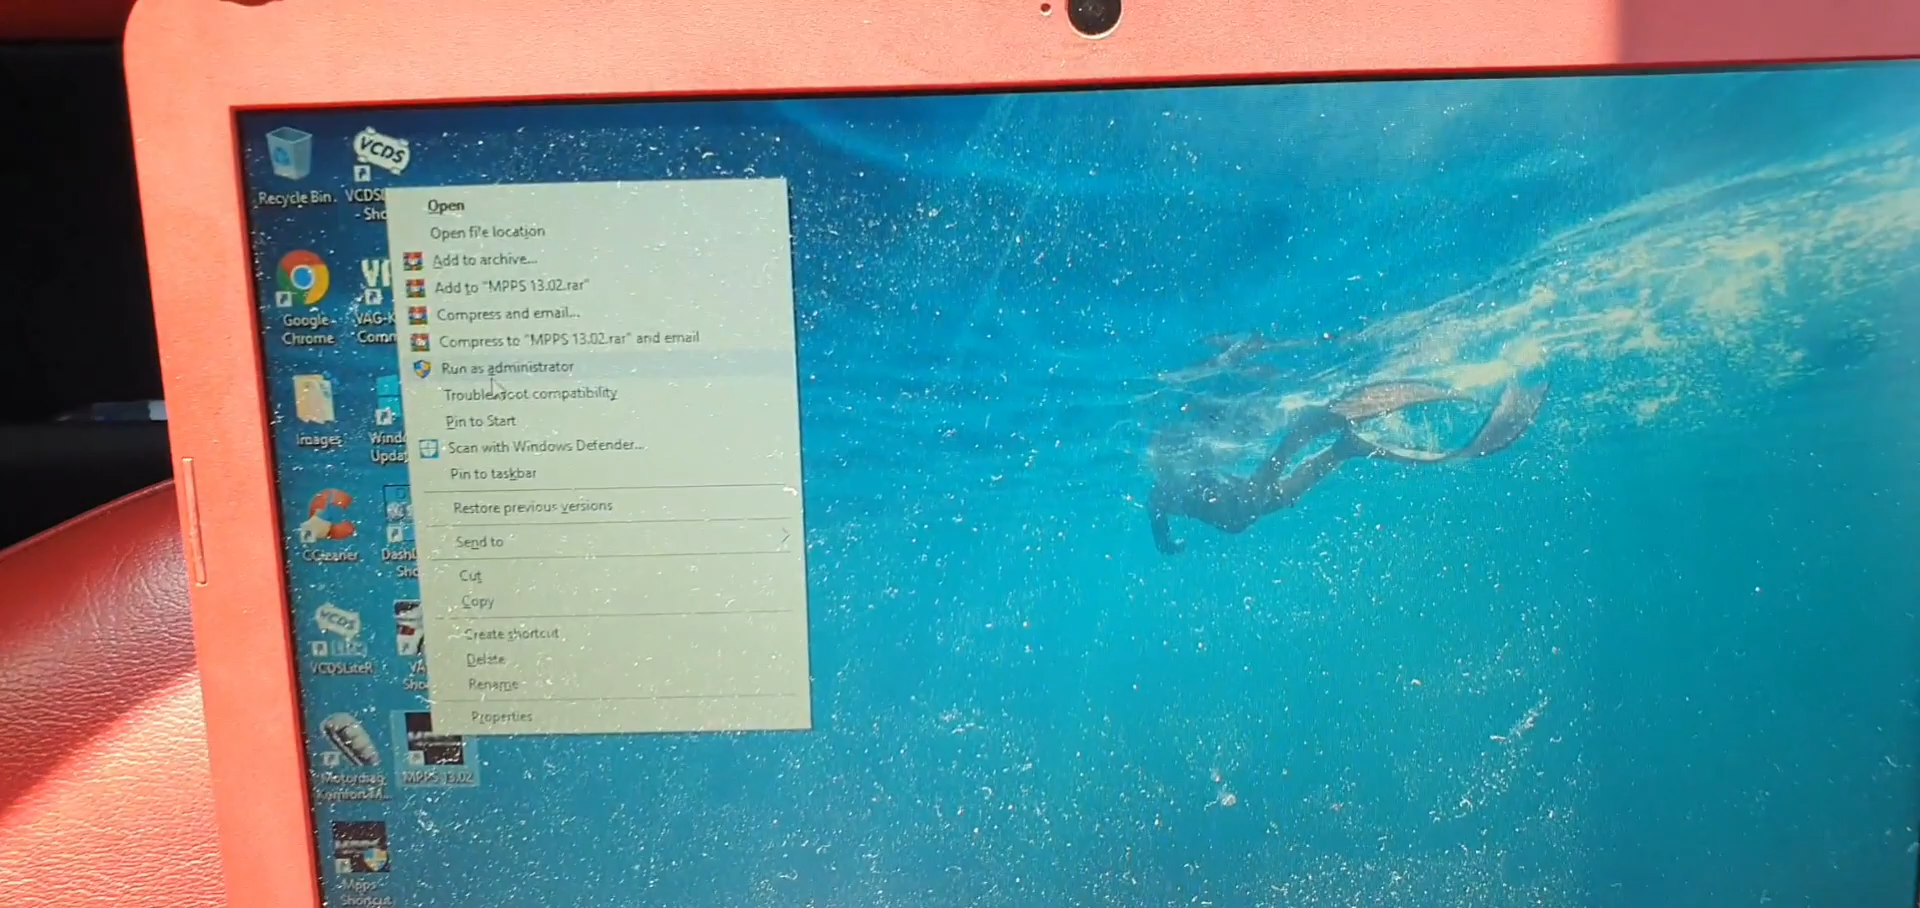 Recycle Bin
VCDS
Open
Open file location
Add to archive...
Add to "MPPS 13.02.rar"
Compress and email...
Compress to "MPPS 13.02.rar" and email
Run as administrator
Troubleshoot compatibility
Pin to Start
Scan with Windows Defender...
Pin to taskbar
Restore previous versions
Send to
Cut
Copy
Create shortcut
Delete
Rename
Properties
Google
Chrome
Images
CCleaner
VCDSLiteR
MPPS 13.02
Mpps
Shortcut